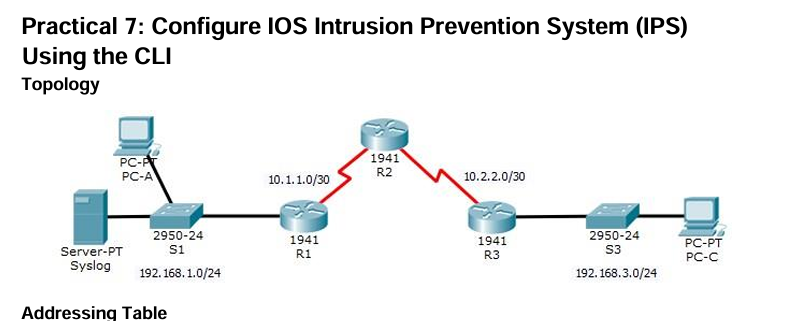 Practical 7: Configure IOS Intrusion Prevention System (IPS)
Using the CLI
Topology
PC-PT
PC-A
1941
R2
10.1.1.0/30
10.2.2.0/30
Server-PT
Syslog
2950-24
S1
1941
R1
1941
R3
2950-24
S3
PC-PT
PC-C
192.168.1.0/24
192.168.3.0/24
Addressing Table